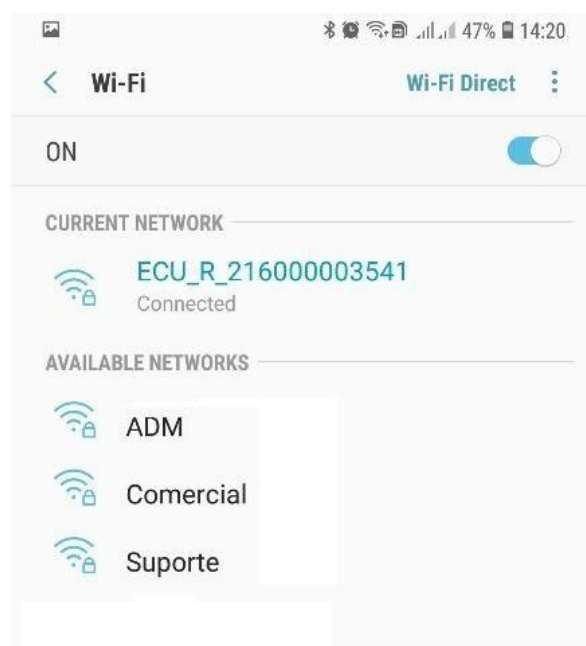 47% 14:20
Wi-Fi Wi-Fi Direct
ON
CURRENT NETWORK
ECU_R_216000003541
Connected
AVAILABLE NETWORKS
ADM
Comercial
Suporte